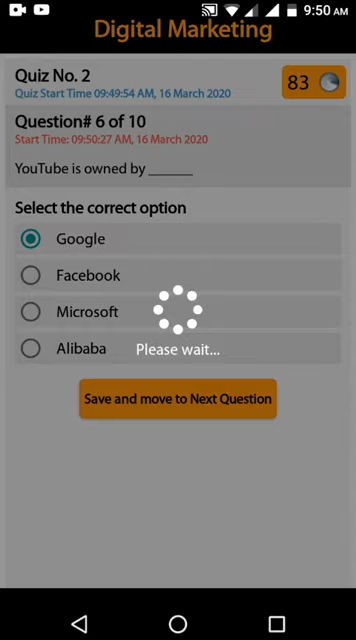 9:50 AM
Digital Marketing
Quiz No. 2
83
Quiz Start Time 09:49:54 AM, 16 March 2020
Question# 6 of 10
Start Time: 09:50:27 AM, 16 March 2020
YouTube is owned by ______
Select the correct option
Google
Facebook
Microsoft
Alibaba
Please wait...
Save and move to Next Question